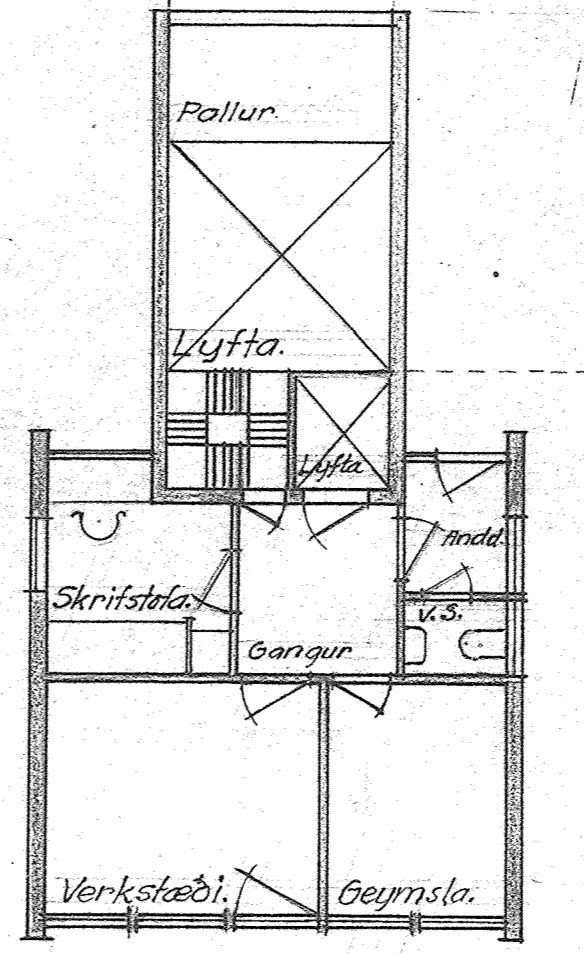 Pallur.
Lyfta.
Lyfta
Andd.
Skrifstofa.
V.S.
Gangur
Verkstæði.
Geymsla.